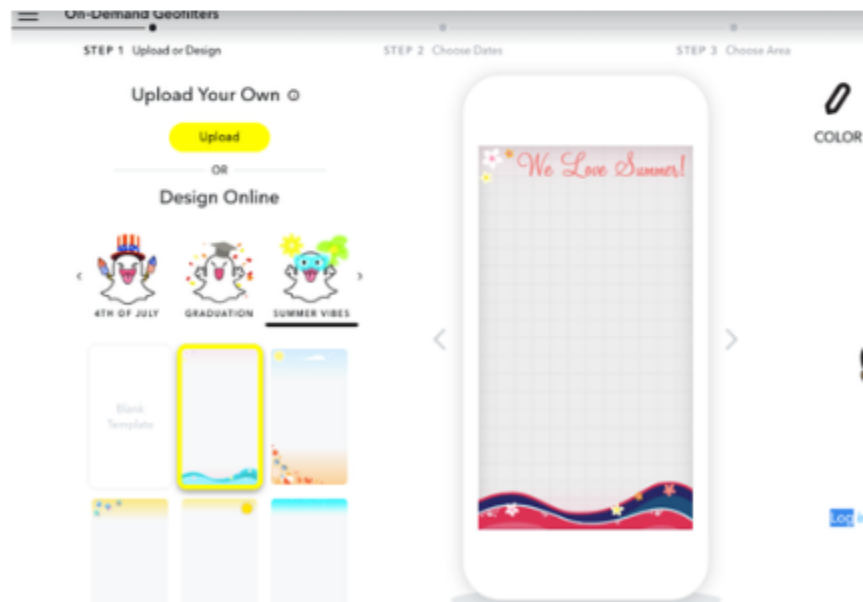 On-Demand Geofilters
STEP 1 Upload or Design
STEP 2 Choose Dates
STEP 3 Choose Area
Upload Your Own
Upload
OR
Design Online
4TH OF JULY
GRADUATION
SUMMER VIBES
Blank
Template
We Love Summer!
COLOR
Log